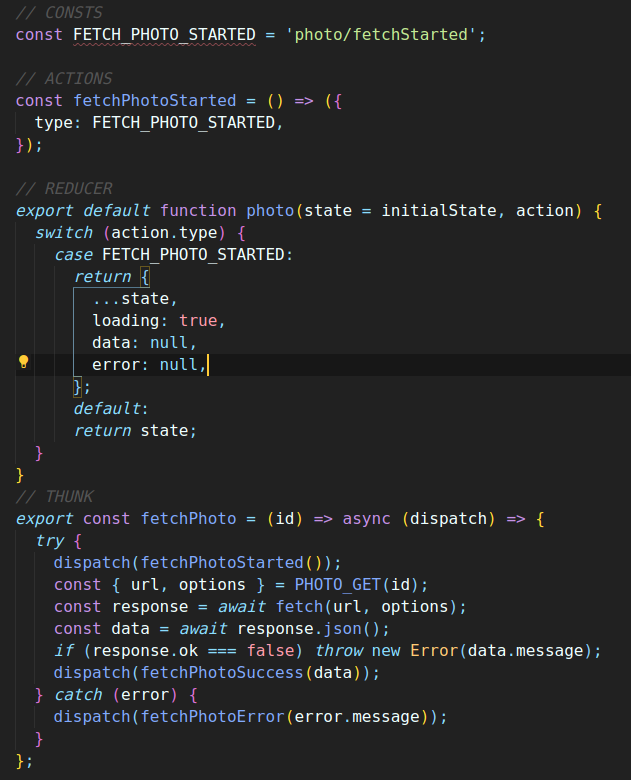 // CONSTS
const FETCH_PHOTO_STARTED = 'photo/fetchStarted';
// ACTIONS
const fetchPhotoStarted = () => ({
  type: FETCH_PHOTO_STARTED,
});
// REDUCER
export default function photo(state = initialState, action) {
  switch (action.type) {
    case FETCH_PHOTO_STARTED:
      return {
        ...state,
        loading: true,
        data: null,
        error: null,
      };
      default:
      return state;
  }
}
// THUNK
export const fetchPhoto = (id) => async (dispatch) => {
  try {
    dispatch(fetchPhotoStarted());
    const { url, options } = PHOTO_GET(id);
    const response = await fetch(url, options);
    const data = await response.json();
    if (response.ok === false) throw new Error(data.message);
    dispatch(fetchPhotoSuccess(data));
  } catch (error) {
    dispatch(fetchPhotoError(error.message));
  }
};